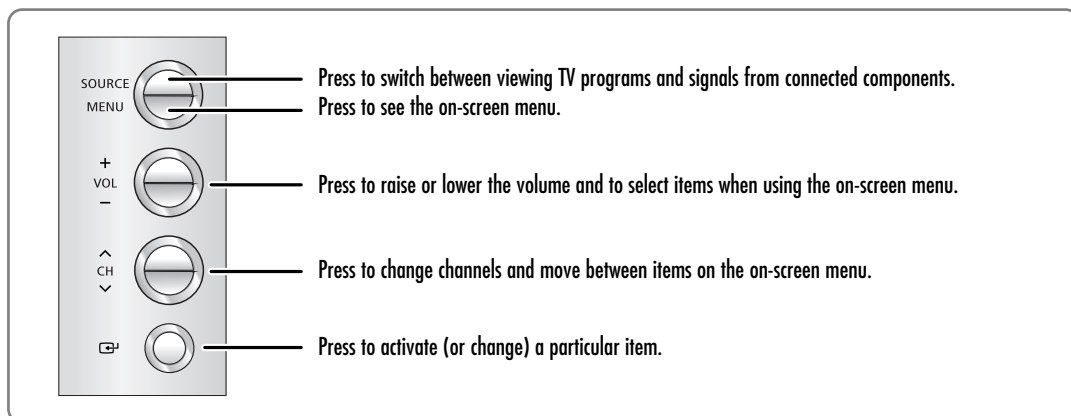 SOURCE
Press to switch between viewing TV programs and signals from connected components.
MENU
Press to see the on-screen menu.
+
VOL
–
Press to raise or lower the volume and to select items when using the on-screen menu.
CH
Press to change channels and move between items on the on-screen menu.
Press to activate (or change) a particular item.